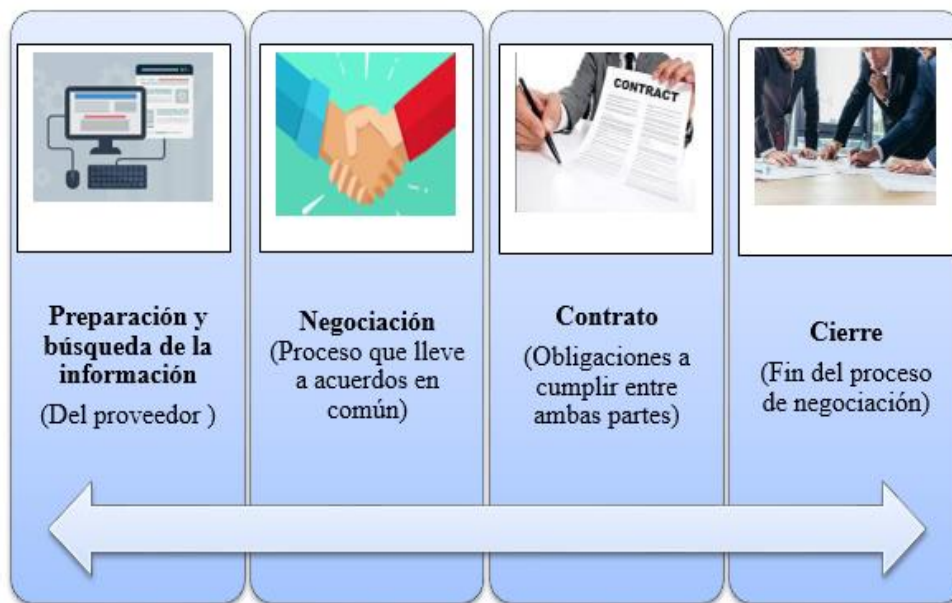 Preparación y
búsqueda de la
información
(Del proveedor )
Negociación
(Proceso que lleve
a acuerdos en
común)
CONTRACT
Contrato
(Obligaciones a
cumplir entre
ambas partes)
Cierre
(Fin del proceso
de negociación)